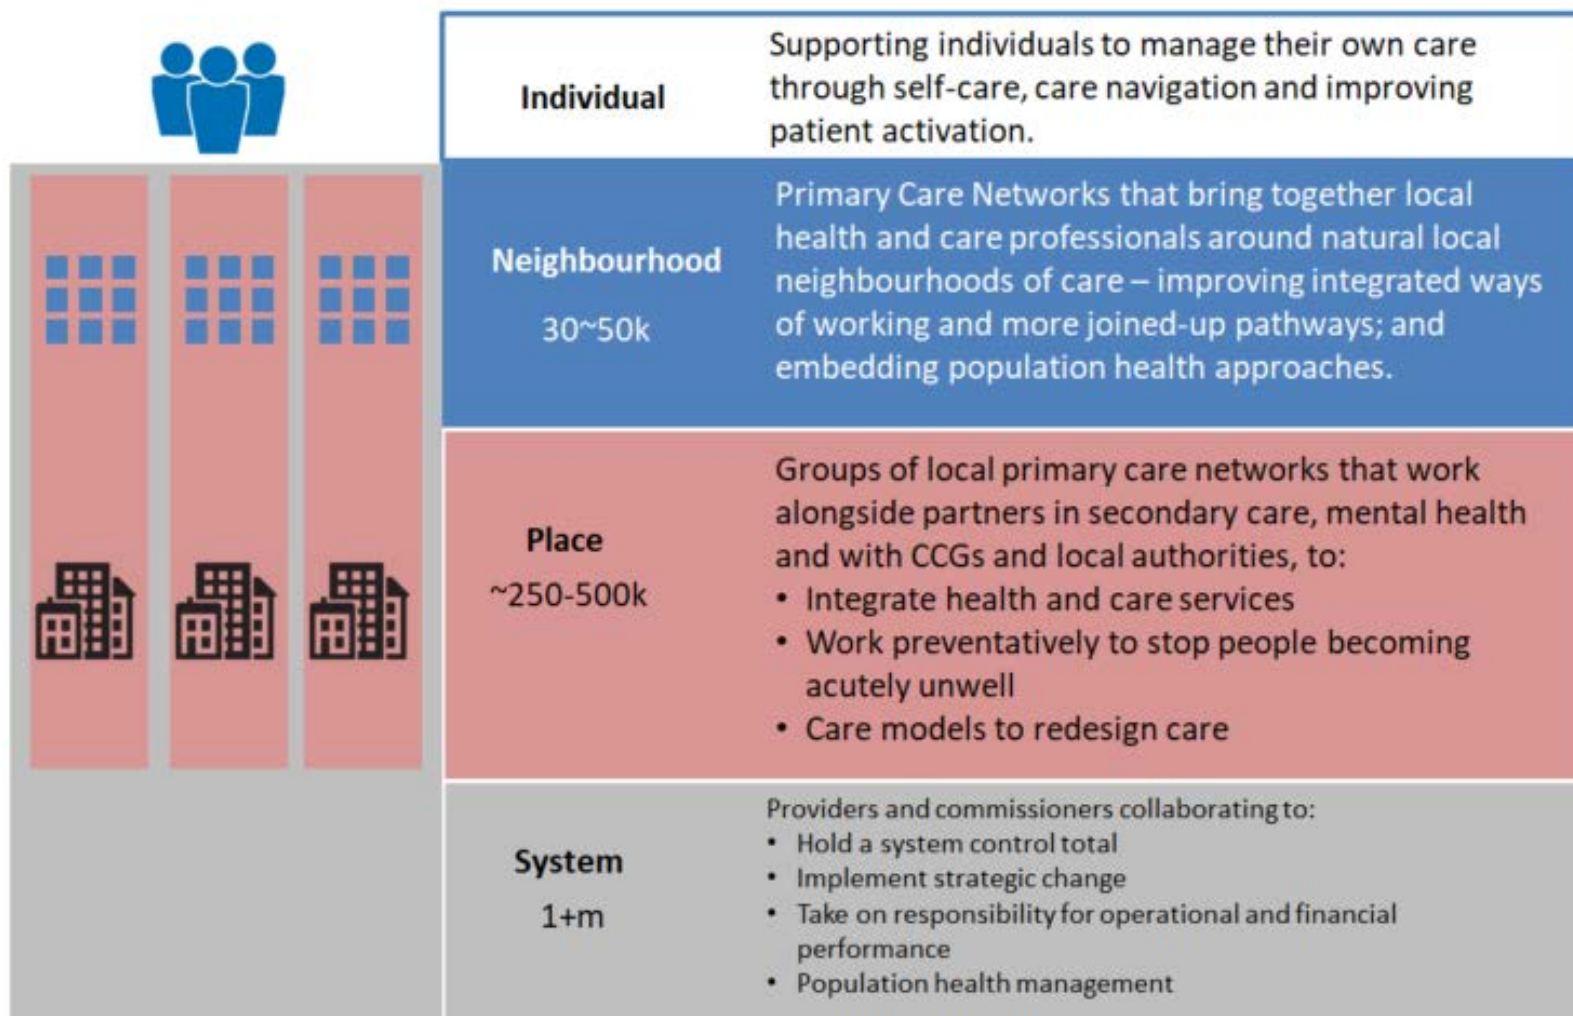 Individual
Supporting individuals to manage their own care
through self-care, care navigation and improving
patient activation.
Neighbourhood
30~50k
Primary Care Networks that bring together local
health and care professionals around natural local
neighbourhoods of care – improving integrated ways
of working and more joined-up pathways; and
embedding population health approaches.
Place
~250-500k
Groups of local primary care networks that work
alongside partners in secondary care, mental health
and with CCGs and local authorities, to:
• Integrate health and care services
• Work preventatively to stop people becoming
acutely unwell
• Care models to redesign care
System
1+m
Providers and commissioners collaborating to:
• Hold a system control total
• Implement strategic change
• Take on responsibility for operational and financial
performance
• Population health management